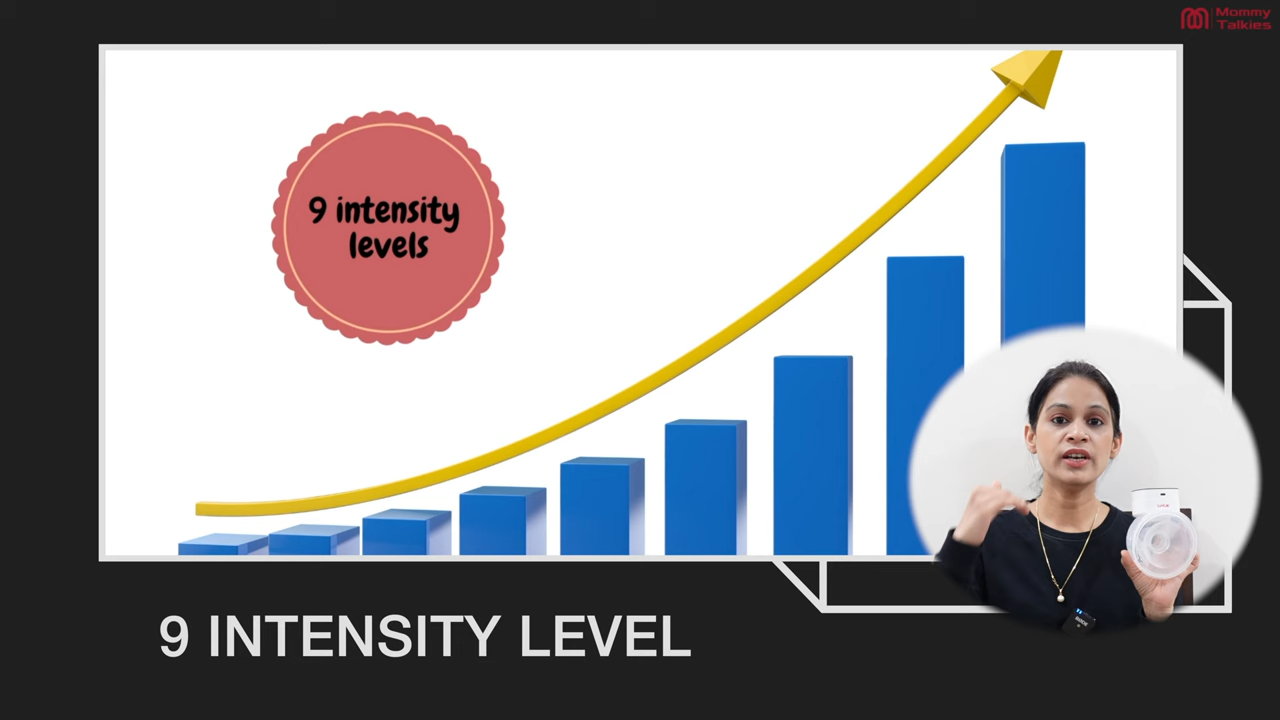 Mommy
Talkies
9 intensity
levels
9 INTENSITY LEVEL